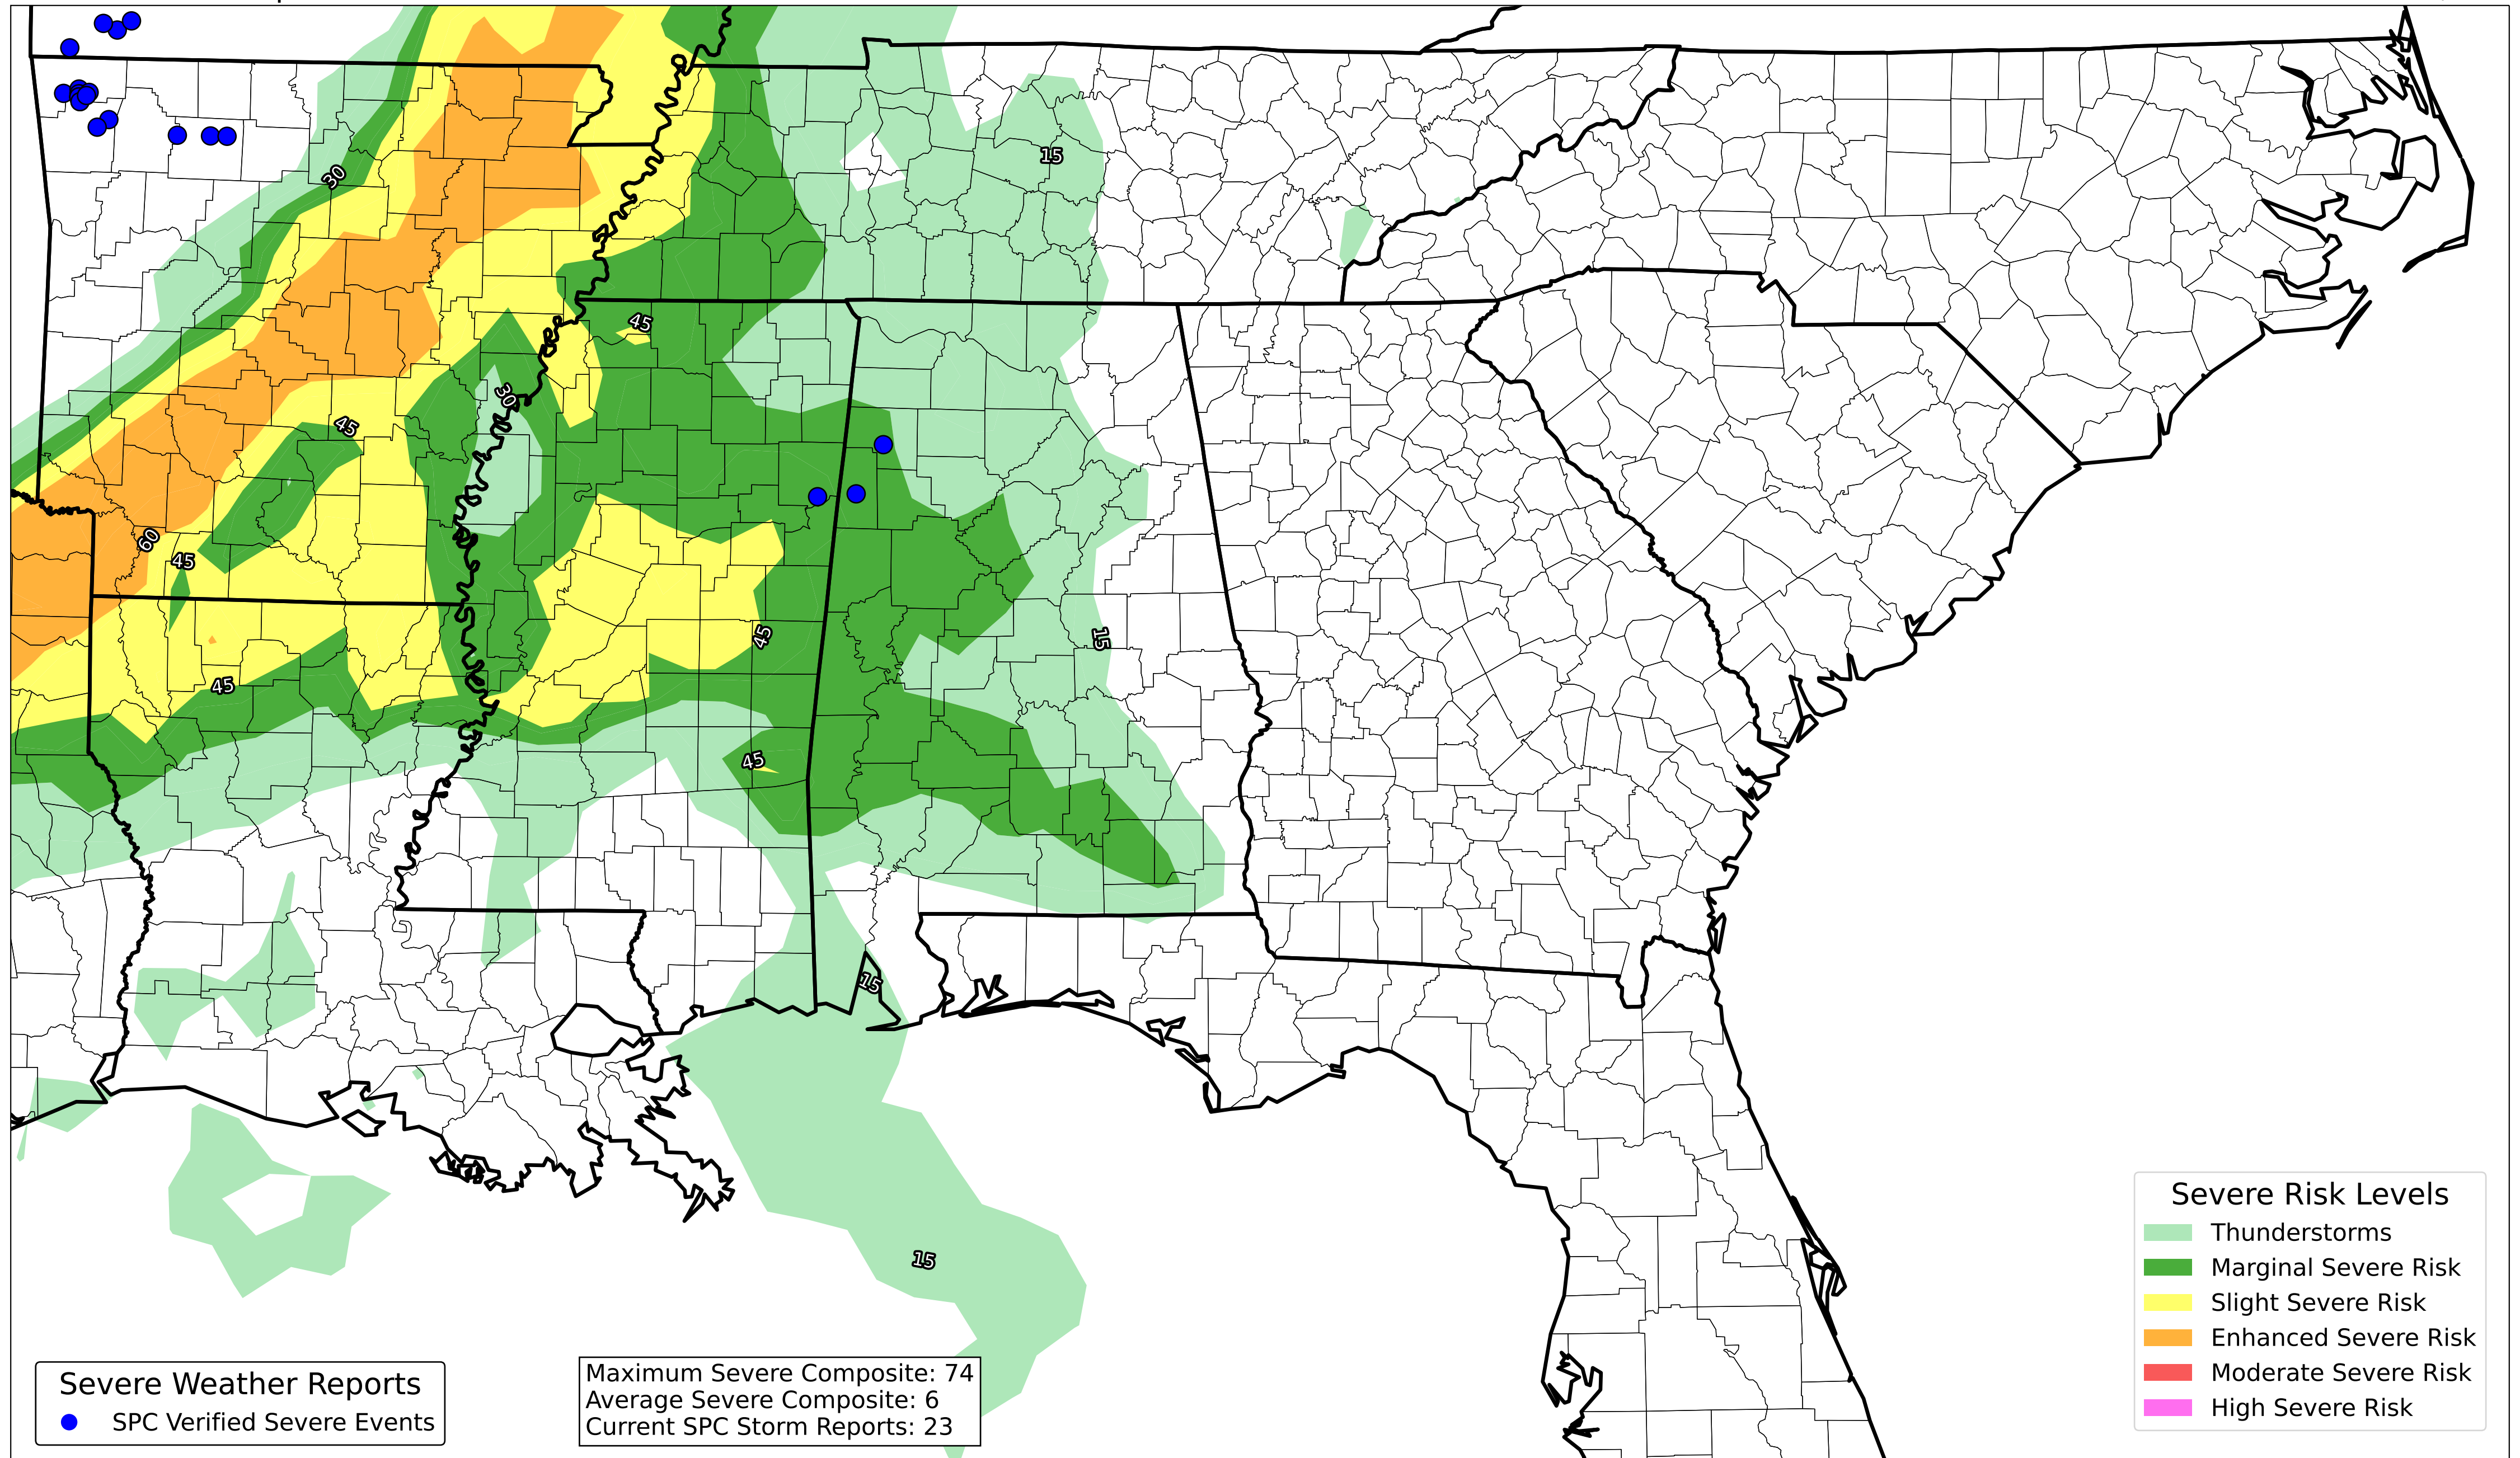 15
30
45
30
45
60
45
45
15
45
45
15
15
Severe Risk Levels
Thunderstorms
Marginal Severe Risk
Slight Severe Risk
Enhanced Severe Risk
Moderate Severe Risk
High Severe Risk
Severe Weather Reports
SPC Verified Severe Events
Maximum Severe Composite: 74
Average Severe Composite: 6
Current SPC Storm Reports: 23